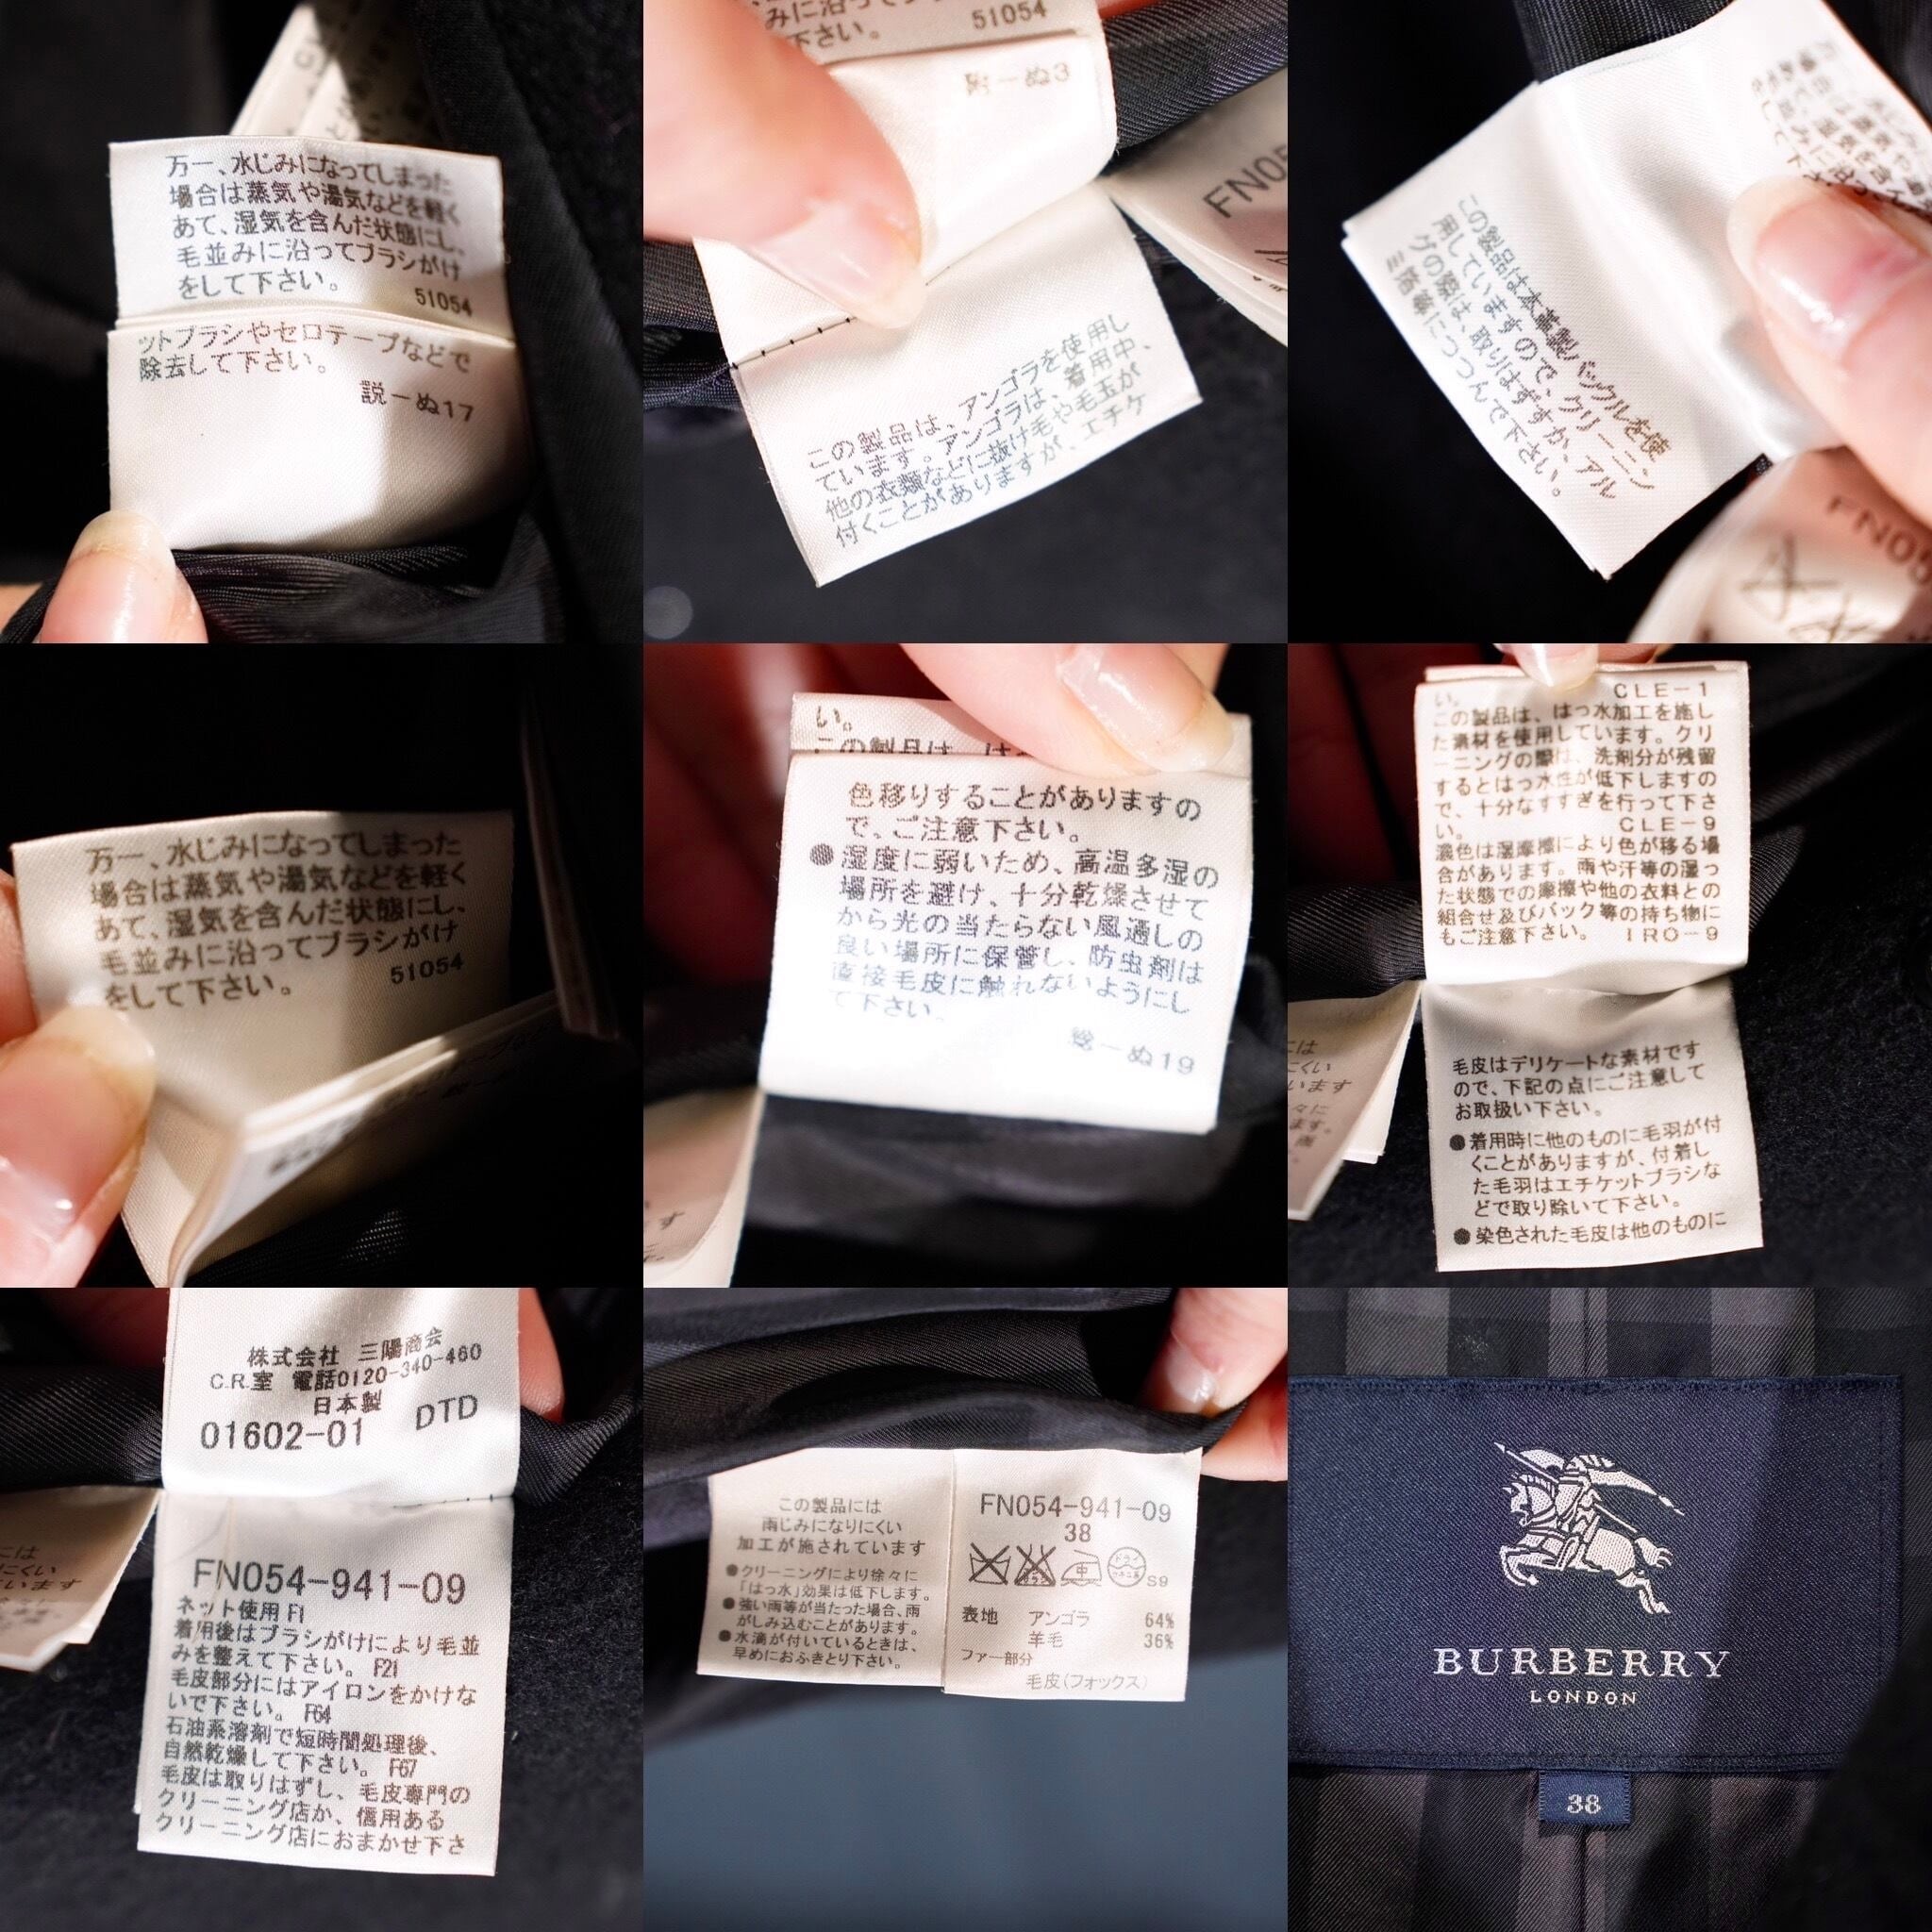 万一、水じみになってしまった
場合は蒸気や湯気などを軽く
あて、湿気を含んだ状態にし、
毛並みに沿ってブラシがけ
をして下さい。
51054
ットブラシやセロテープなどで
除去して下さい。
説ーぬ17
みに沿って
下さい。
51054
附ーぬ3
FN05
この製品は、アンゴラを使用し
ています。アンゴラは、着用中、
他の衣類などに抜け毛や毛玉が
付くことがありますが、エチケ
この製品は本革製バックルを使
用していますので、クリーニン
グの際は、取りはずすか、アル
ミ箔等につつんで下さい。
FN05
万一、水じみになってしまった
場合は蒸気や湯気などを軽く
あて、湿気を含んだ状態にし、
毛並みに沿ってブラシがけ
をして下さい。
51054
い。
この製品は、は
色移りすることがありますの
で、ご注意下さい。
●湿度に弱いため、高温多湿の
場所を避け、十分乾燥させて
から光の当たらない風通しの
良い場所に保管し、防虫剤は
直接毛皮に触れないようにし
て下さい。
ーぬ19
い。 CLE-1
この製品は、はっ水加工を施し
た素材を使用しています。クリ
ーニングの際は、洗剤分が残留
するとはっ水性が低下しますの
で、十分なすすぎを行って下さ
い。 CLE-9
濃色は湿摩擦により色が移る場
合があります。雨や汗等の湿っ
た状態での摩擦や他の衣料との
組合せ及びバック等の持ち物に
もご注意下さい。 IRO-9
毛皮はデリケートな素材です
ので、下記の点にご注意して
お取扱い下さい。
●着用時に他のものに毛羽が付
くことがありますが、付着し
た毛羽はエチケットブラシな
どで取り除いて下さい。
●染色された毛皮は他のものに
株式会社 三陽商会
C.R.室 電話0120-340-460
日本製
01602-01 DTD
FN054-941-09
ネット使用 F1
着用後はブラシがけにより毛並
みを整えて下さい。 F21
毛皮部分にはアイロンをかけな
いで下さい。 F64
石油系溶剤で短時間処理後、
自然乾燥して下さい。 F67
毛皮は取りはずし、毛皮専門の
クリーニング店か、信用ある
クリーニング店におまかせ下さ
この製品には
雨じみになりにくい
加工が施されています
●クリーニングにより徐々に
「はっ水」効果は低下します。
●強い雨等が当たった場合、雨
がしみ込むことがあります。
●水滴が付いているときは、
早めにおふきとり下さい。
FN054-941-09
38
ドライ
S9
表地 アンゴラ 64%
羊毛 36%
ファー部分
毛皮(フォックス)
BURBERRY
LONDON
38